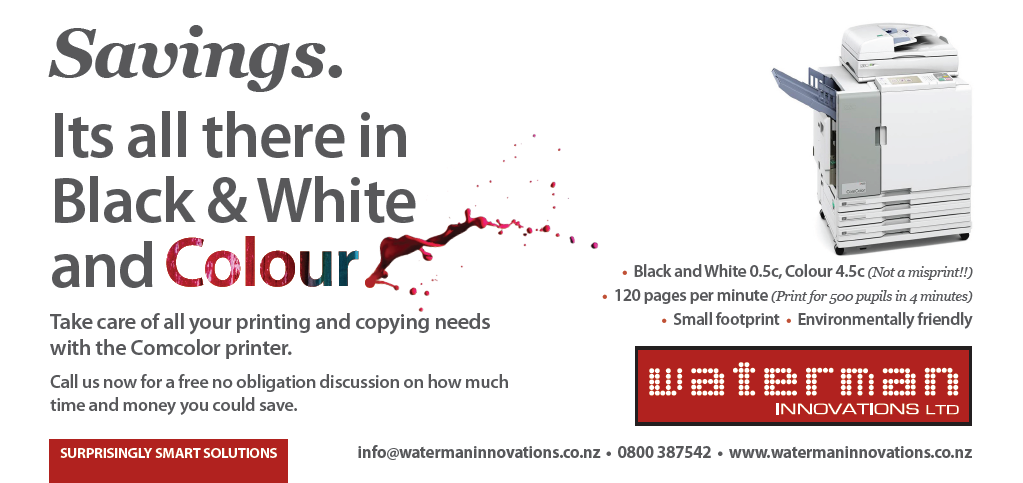 Savings.
Its all there in
Black & White
and Colour
Take care of all your printing and copying needs
with the Comcolor printer.
Call us now for a free no obligation discussion on how much
time and money you could save.
• Black and White 0.5c, Colour 4.5c (Not a misprint!!)
• 120 pages per minute (Print for 500 pupils in 4 minutes)
• Small footprint • Environmentally friendly
waterman
INNOVATIONS LTD
SURPRISINGLY SMART SOLUTIONS
info@watermaninnovations.co.nz • 0800 387542 • www.watermaninnovations.co.nz